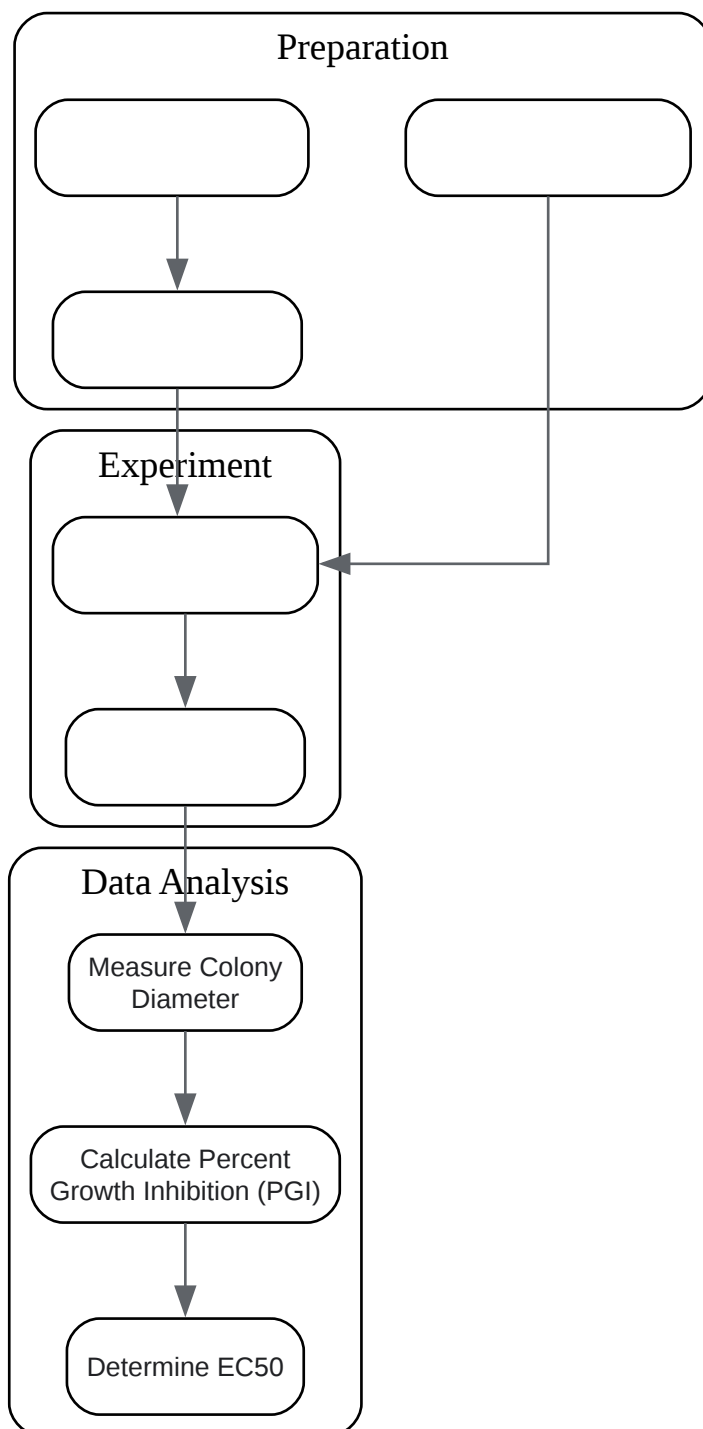 Preparation
Experiment
Data Analysis
Measure Colony
Diameter
Calculate Percent
Growth Inhibition (PGI)
Determine EC50